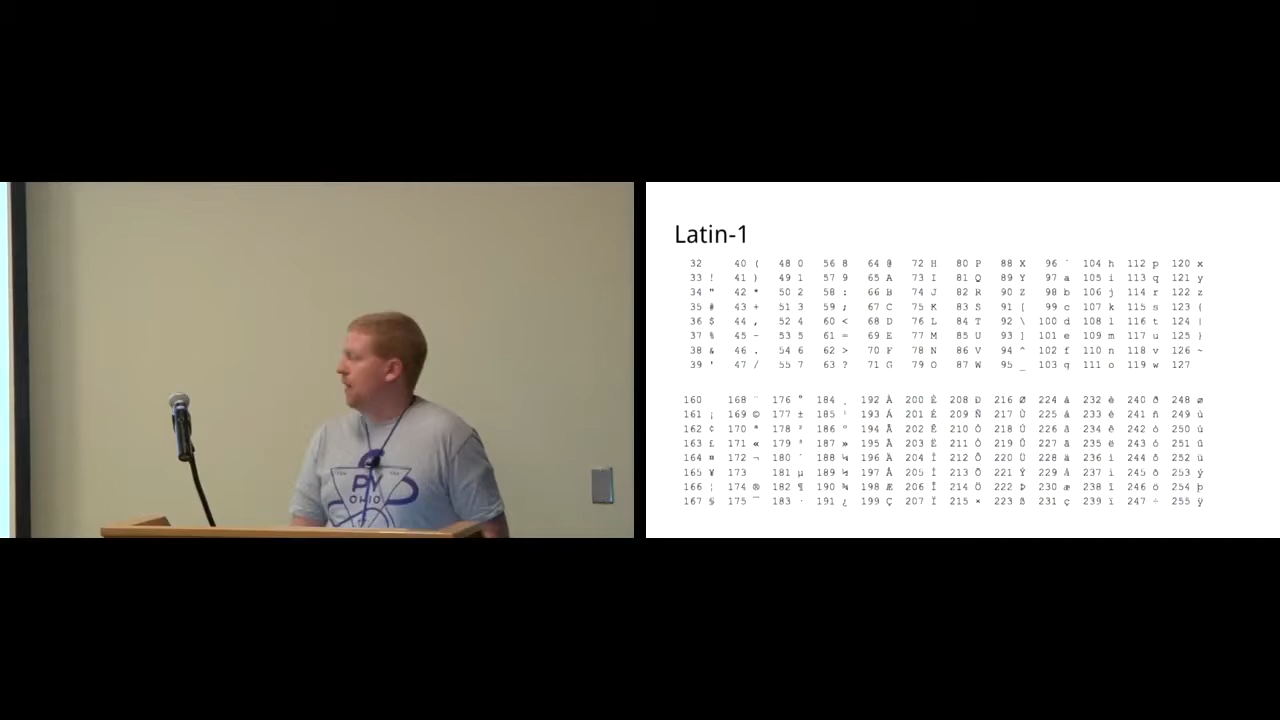 PY
OHIO
Latin-1
32 40 ( 48 0 56 8 64 @ 72 H 80 P 88 X 96 ` 104 h 112 p 120 x
33 ! 41 ) 49 1 57 9 65 A 73 I 81 Q 89 Y 97 a 105 i 113 q 121 y
34 " 42 * 50 2 58 : 66 B 74 J 82 R 90 Z 98 b 106 j 114 r 122 z
35 # 43 + 51 3 59 ; 67 C 75 K 83 S 91 [ 99 c 107 k 115 s 123 {
36 $ 44 , 52 4 60 < 68 D 76 L 84 T 92 \ 100 d 108 l 116 t 124 |
37 % 45 - 53 5 61 = 69 E 77 M 85 U 93 ] 101 e 109 m 117 u 125 }
38 & 46 . 54 6 62 > 70 F 78 N 86 V 94 ^ 102 f 110 n 118 v 126 ~
39 ' 47 / 55 7 63 ? 71 G 79 O 87 W 95 _ 103 g 111 o 119 w 127
160 168 ¨ 176 ° 184 ¸ 192 À 200 È 208 Ð 216 Ø 224 à 232 è 240 ð 248 ø
161 ¡ 169 © 177 ± 185 ¹ 193 Á 201 É 209 Ñ 217 Ù 225 á 233 é 241 ñ 249 ù
162 ¢ 170 ª 178 ² 186 º 194 Â 202 Ê 210 Ò 218 Ú 226 â 234 ê 242 ò 250 ú
163 £ 171 « 179 ³ 187 » 195 Ã 203 Ë 211 Ó 219 Û 227 ã 235 ë 243 ó 251 û
164 ¤ 172 ¬ 180 ´ 188 ¼ 196 Ä 204 Ì 212 Ô 220 Ü 228 ä 236 ì 244 ô 252 ü
165 ¥ 173 181 µ 189 ½ 197 Å 205 Í 213 Õ 221 Ý 229 å 237 í 245 õ 253 ý
166 ¦ 174 ® 182 ¶ 190 ¾ 198 Æ 206 Î 214 Ö 222 Þ 230 æ 238 î 246 ö 254 þ
167 § 175 ¯ 183 · 191 ¿ 199 Ç 207 Ï 215 × 223 ß 231 ç 239 ï 247 ÷ 255 ÿ